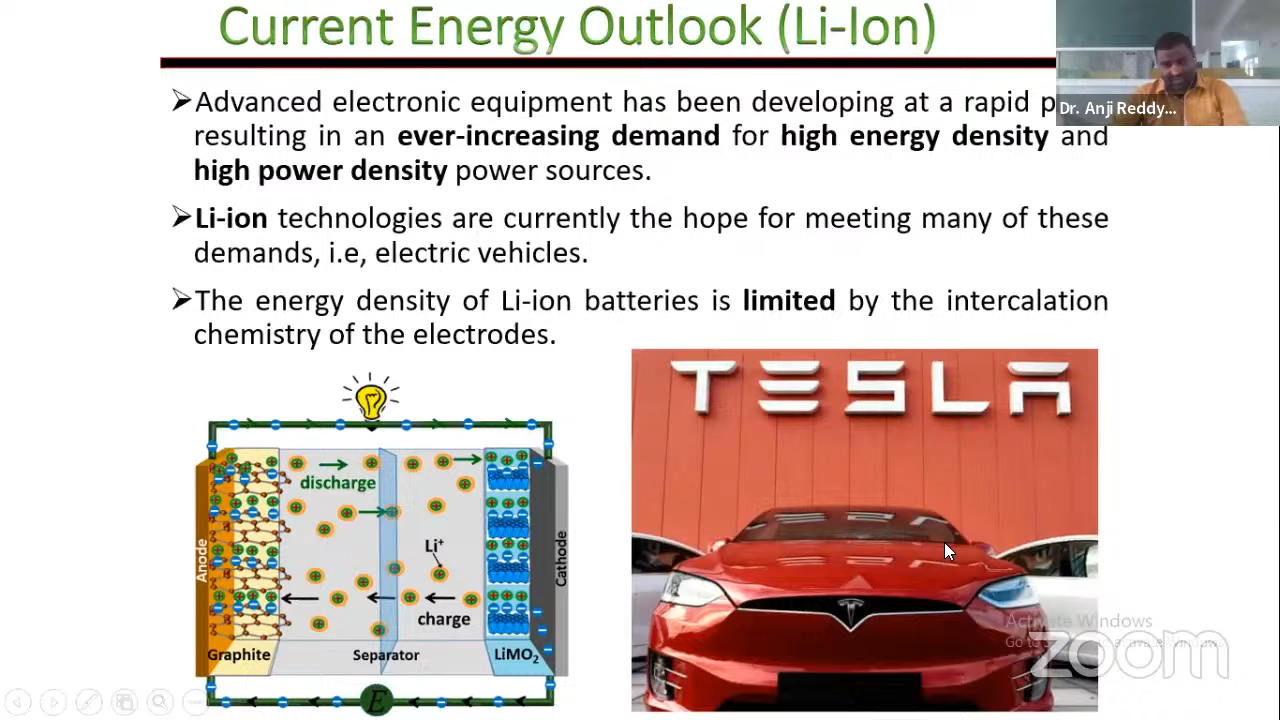 Current Energy Outlook (Li-Ion)
Dr. Anji Reddy...
➢Advanced electronic equipment has been developing at a rapid
resulting in an ever-increasing demand for high energy density and
high power density power sources.
➢Li-ion technologies are currently the hope for meeting many of these
demands, i.e, electric vehicles.
➢The energy density of Li-ion batteries is limited by the intercalation
chemistry of the electrodes.
TESLA
discharge
Li⁺
Anode
Cathode
charge
Graphite
Separator
LiMO₂
E
Activate Windows
Go to
zoom